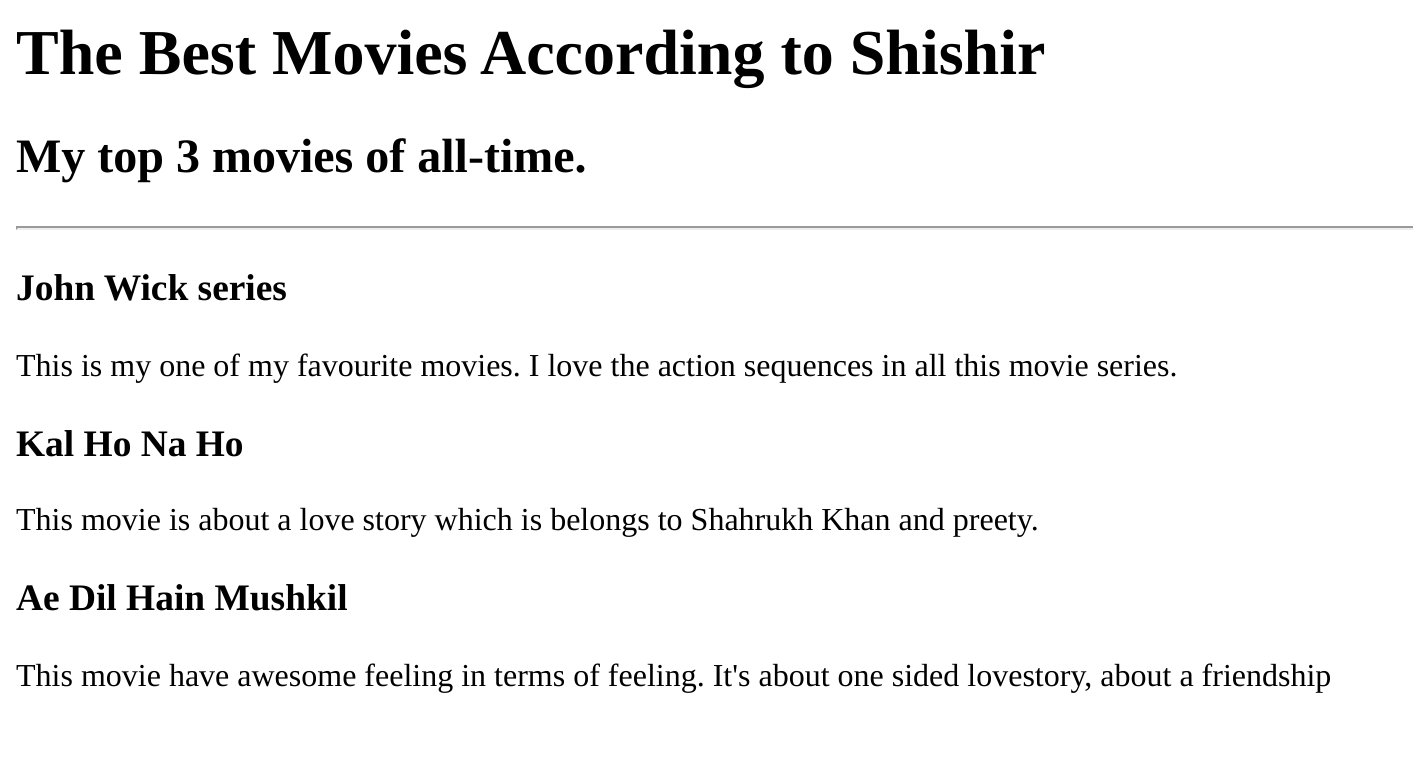 The Best Movies According to Shishir
My top 3 movies of all-time.
John Wick series
This is my one of my favourite movies. I love the action sequences in all this movie series.
Kal Ho Na Ho
This movie is about a love story which is belongs to Shahrukh Khan and preety.
Ae Dil Hain Mushkil
This movie have awesome feeling in terms of feeling. It's about one sided lovestory, about a friendship